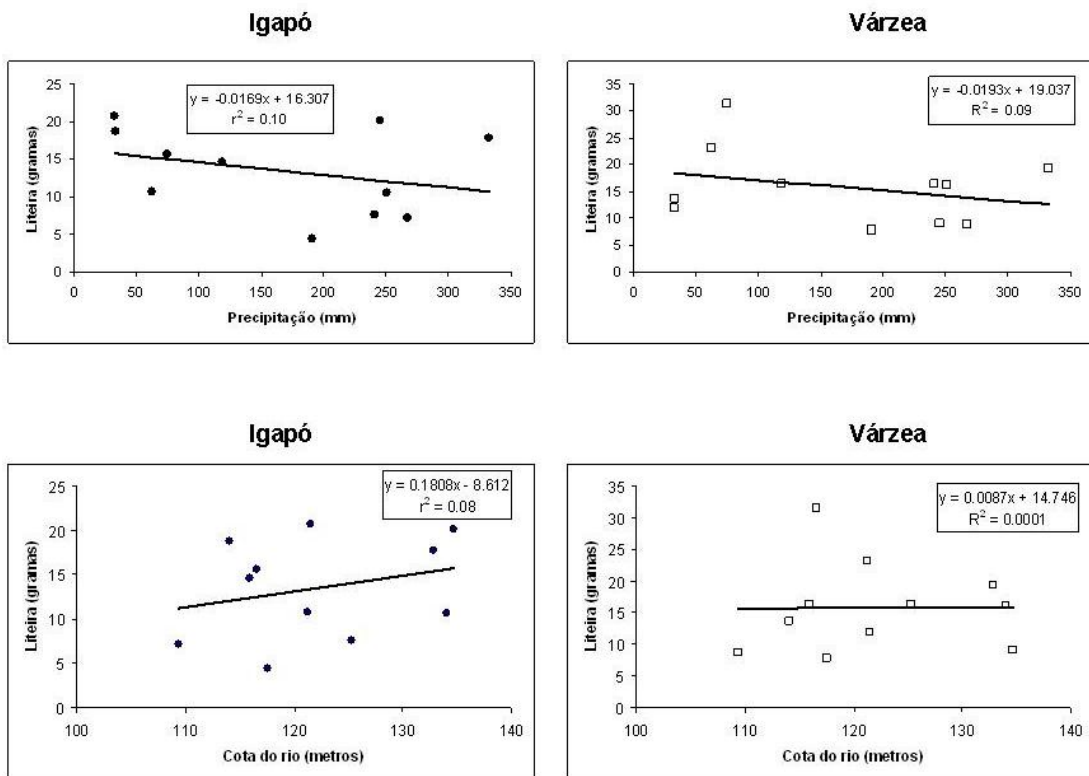 Igapó
Várzea
y = -0.0169x + 16.307
r² = 0.10
Liteira (gramas)
25
20
15
10
5
0
0 50 100 150 200 250 300 350
Precipitação (mm)
y = -0.0193x + 19.037
R² = 0.09
Liteira (gramas)
35
30
25
20
15
10
5
0
0 50 100 150 200 250 300 350
Precipitação (mm)
Igapó
Várzea
y = 0.1808x - 8.612
r² = 0.08
Liteira (gramas)
25
20
15
10
5
0
100 110 120 130 140
Cota do rio (metros)
y = 0.0087x + 14.746
R² = 0.0001
Liteira (gramas)
35
30
25
20
15
10
5
0
100 110 120 130 140
Cota do rio (metros)